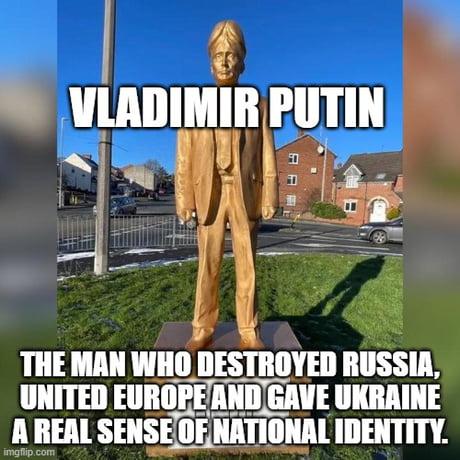 VLADIMIR PUTIN
THE MAN WHO DESTROYED RUSSIA,
UNITED EUROPE AND GAVE UKRAINE
A REAL SENSE OF NATIONAL IDENTITY.
imgflip.com